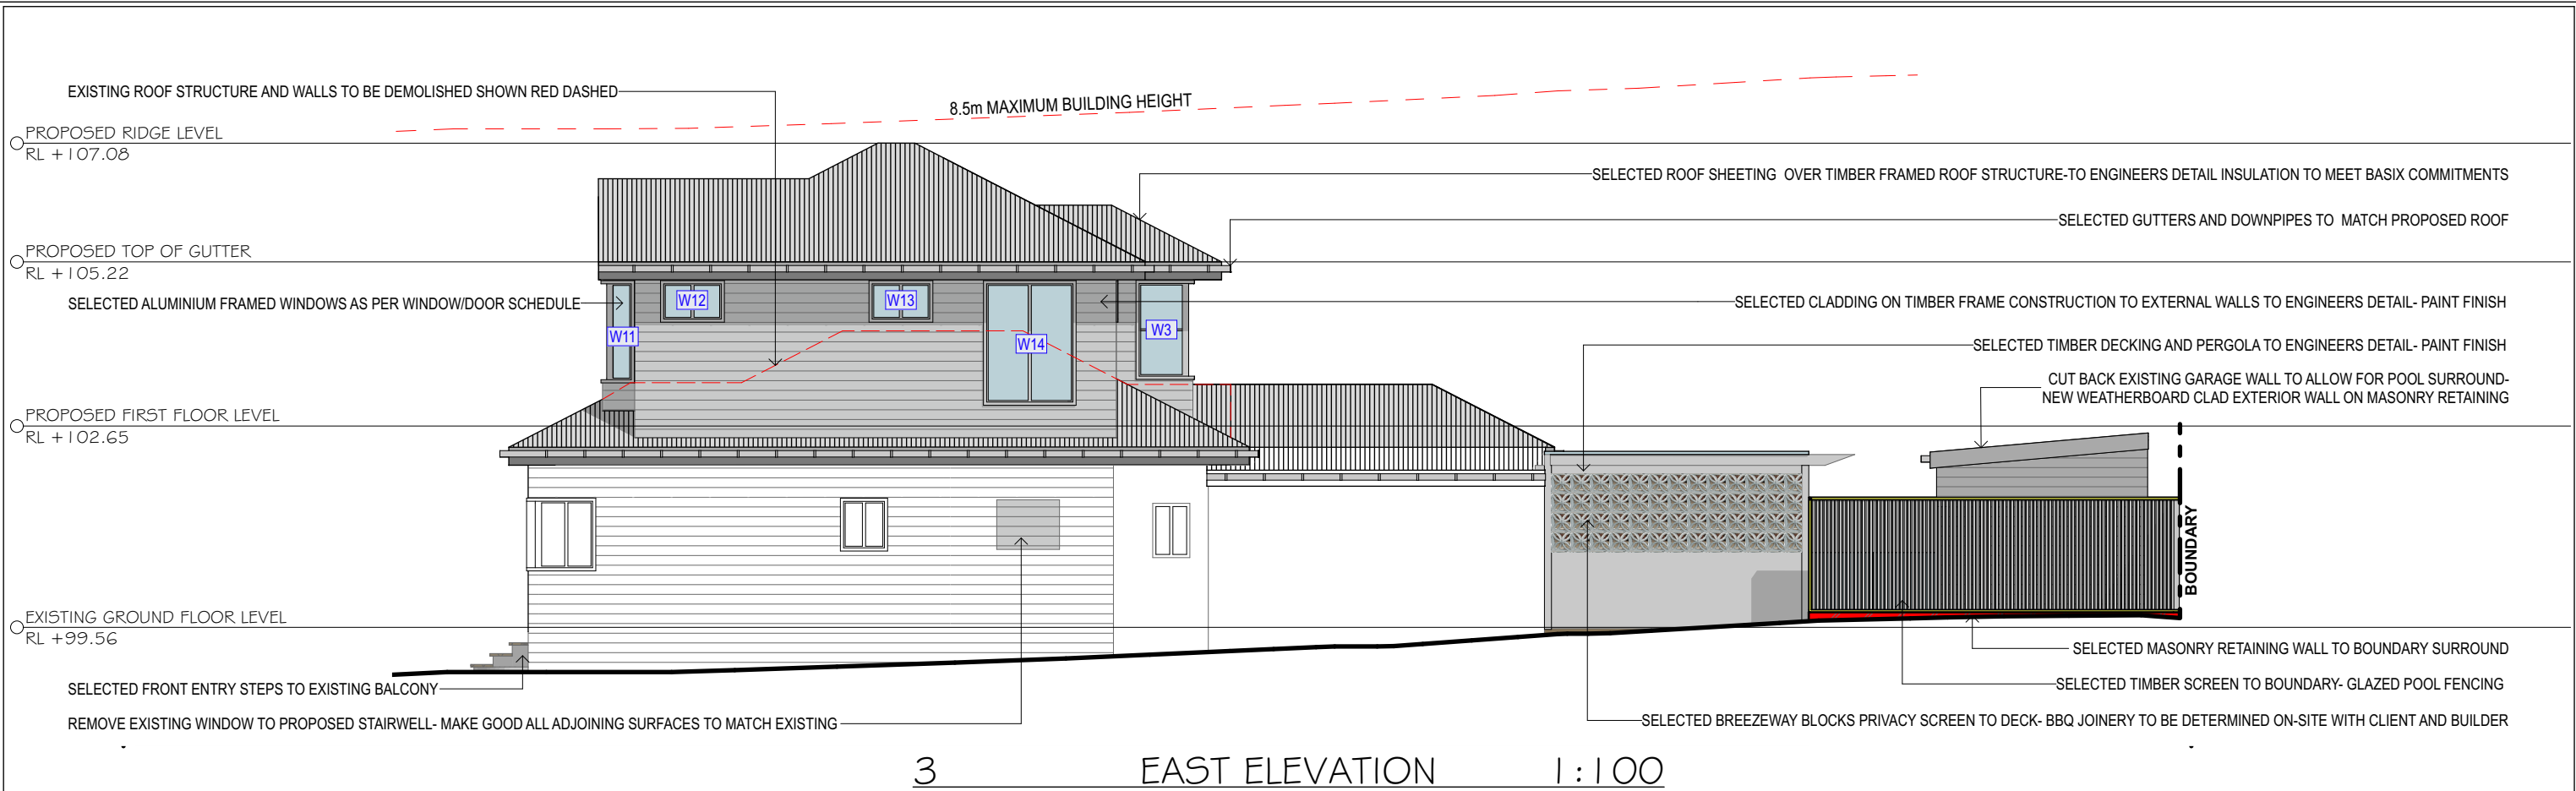 EXISTING ROOF STRUCTURE AND WALLS TO BE DEMOLISHED SHOWN RED DASHED
8.5m MAXIMUM BUILDING HEIGHT
PROPOSED RIDGE LEVEL
RL +107.08
SELECTED ROOF SHEETING OVER TIMBER FRAMED ROOF STRUCTURE-TO ENGINEERS DETAIL INSULATION TO MEET BASIX COMMITMENTS
SELECTED GUTTERS AND DOWNPIPES TO MATCH PROPOSED ROOF
PROPOSED TOP OF GUTTER
RL +105.22
SELECTED ALUMINIUM FRAMED WINDOWS AS PER WINDOW/DOOR SCHEDULE
W12
W13
SELECTED CLADDING ON TIMBER FRAME CONSTRUCTION TO EXTERNAL WALLS TO ENGINEERS DETAIL- PAINT FINISH
W11
W14
W3
SELECTED TIMBER DECKING AND PERGOLA TO ENGINEERS DETAIL- PAINT FINISH
CUT BACK EXISTING GARAGE WALL TO ALLOW FOR POOL SURROUND-
NEW WEATHERBOARD CLAD EXTERIOR WALL ON MASONRY RETAINING
PROPOSED FIRST FLOOR LEVEL
RL +102.65
BOUNDARY
EXISTING GROUND FLOOR LEVEL
RL +99.56
SELECTED MASONRY RETAINING WALL TO BOUNDARY SURROUND
SELECTED FRONT ENTRY STEPS TO EXISTING BALCONY
SELECTED TIMBER SCREEN TO BOUNDARY- GLAZED POOL FENCING
REMOVE EXISTING WINDOW TO PROPOSED STAIRWELL- MAKE GOOD ALL ADJOINING SURFACES TO MATCH EXISTING
SELECTED BREEZEWAY BLOCKS PRIVACY SCREEN TO DECK- BBQ JOINERY TO BE DETERMINED ON-SITE WITH CLIENT AND BUILDER
3 EAST ELEVATION 1:100